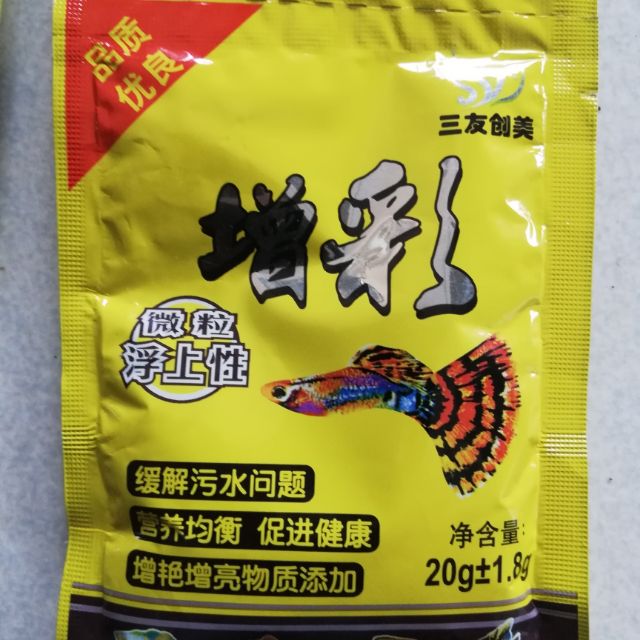 品质
优良
三友创美
增彩
微粒
浮上性
缓解污水问题
营养均衡 促进健康
增艳增亮物质添加
净含量:
20g±1.8g